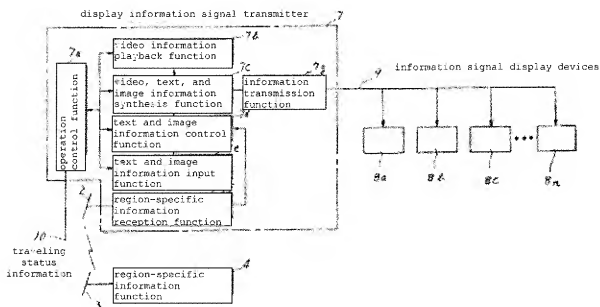 display information signal transmitter
7
7b
video information
playback function
7a
7c
video, text, and
image information
synthesis function
7g
information
transmission
function
9
information signal display devices
operation
control function
text and image
information control
function
e
text and image
information input
function
region-specific
information
reception function
8a
8b
8c
8n
2
10
traveling
status
information
3
4
region-specific
information
function